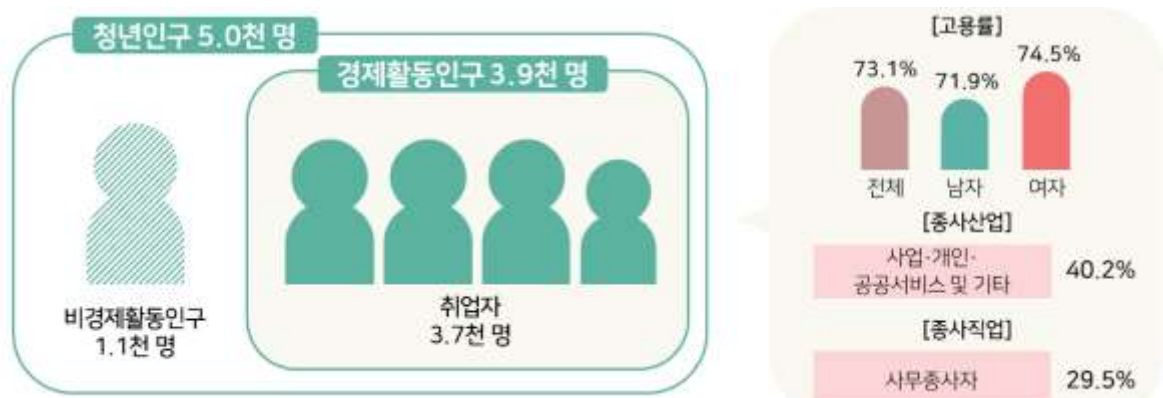 청년인구 5.0천 명
경제활동인구 3.9천 명
비경제활동인구
1.1천 명
취업자
3.7천 명
[고용률]
73.1%
71.9%
74.5%
전체
남자
여자
[종사산업]
사업·개인·
공공서비스 및 기타
40.2%
[종사직업]
사무종사자
29.5%